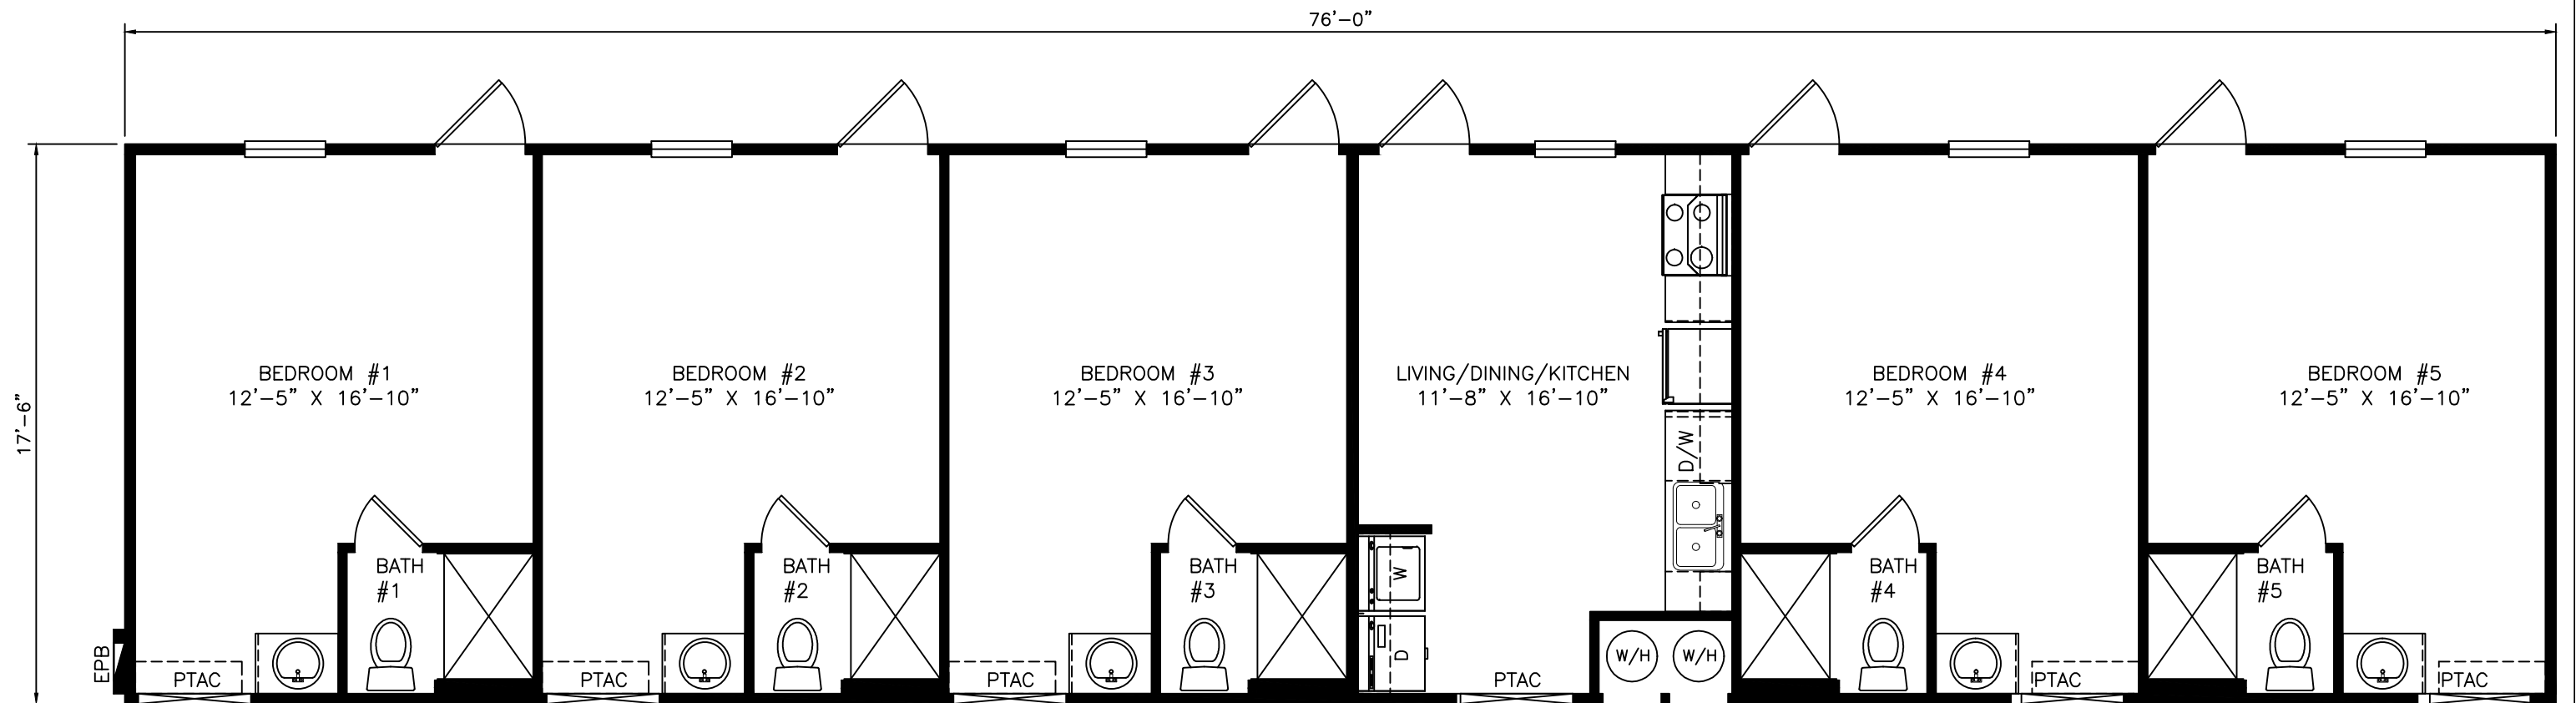 76'-0"
17'-6"
BEDROOM #1
12'-5" X 16'-10"
BEDROOM #2
12'-5" X 16'-10"
BEDROOM #3
12'-5" X 16'-10"
LIVING/DINING/KITCHEN
11'-8" X 16'-10"
BEDROOM #4
12'-5" X 16'-10"
BEDROOM #5
12'-5" X 16'-10"
D/W
BATH
#1
BATH
#2
BATH
#3
W
BATH
#4
BATH
#5
EPB
PTAC
PTAC
PTAC
D
PTAC
W/H
W/H
PTAC
PTAC